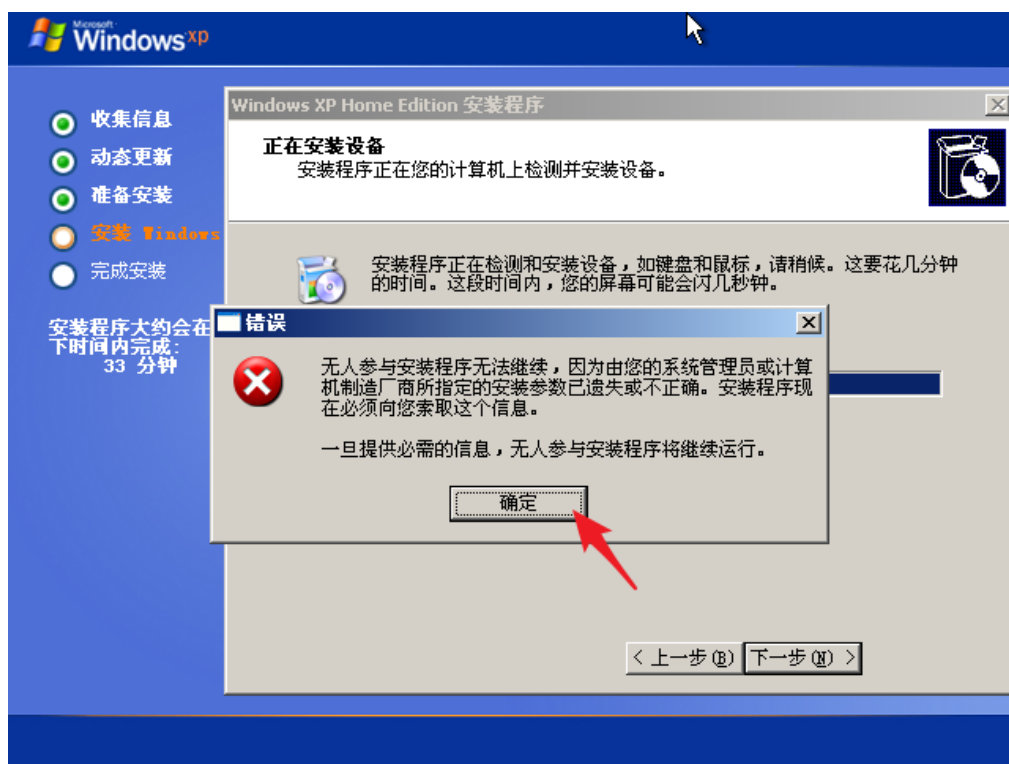 Microsoft
Windows xp
Windows XP Home Edition 安装程序
收集信息
动态更新
准备安装
安装 Windows
完成安装
安装程序大约会在
下时间内完成:
33 分钟
正在安装设备
安装程序正在您的计算机上检测并安装设备。
安装程序正在检测和安装设备，如键盘和鼠标，请稍候。这要花几分钟
的时间。这段时间内，您的屏幕可能会闪几秒钟。
错误
无人参与安装程序无法继续，因为由您的系统管理员或计算
机制造厂商所指定的安装参数已遗失或不正确。安装程序现
在必须向您索取这个信息。
一旦提供必需的信息，无人参与安装程序将继续运行。
确定
< 上一步(B)
下一步(N) >